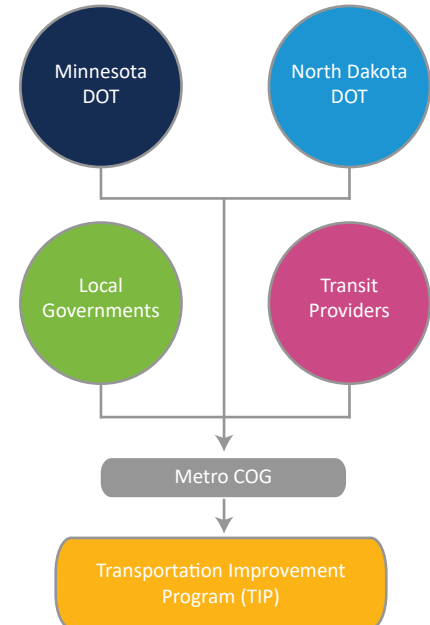 Minnesota
DOT
North Dakota
DOT
Local
Governments
Transit
Providers
Metro COG
Transportation Improvement
Program (TIP)